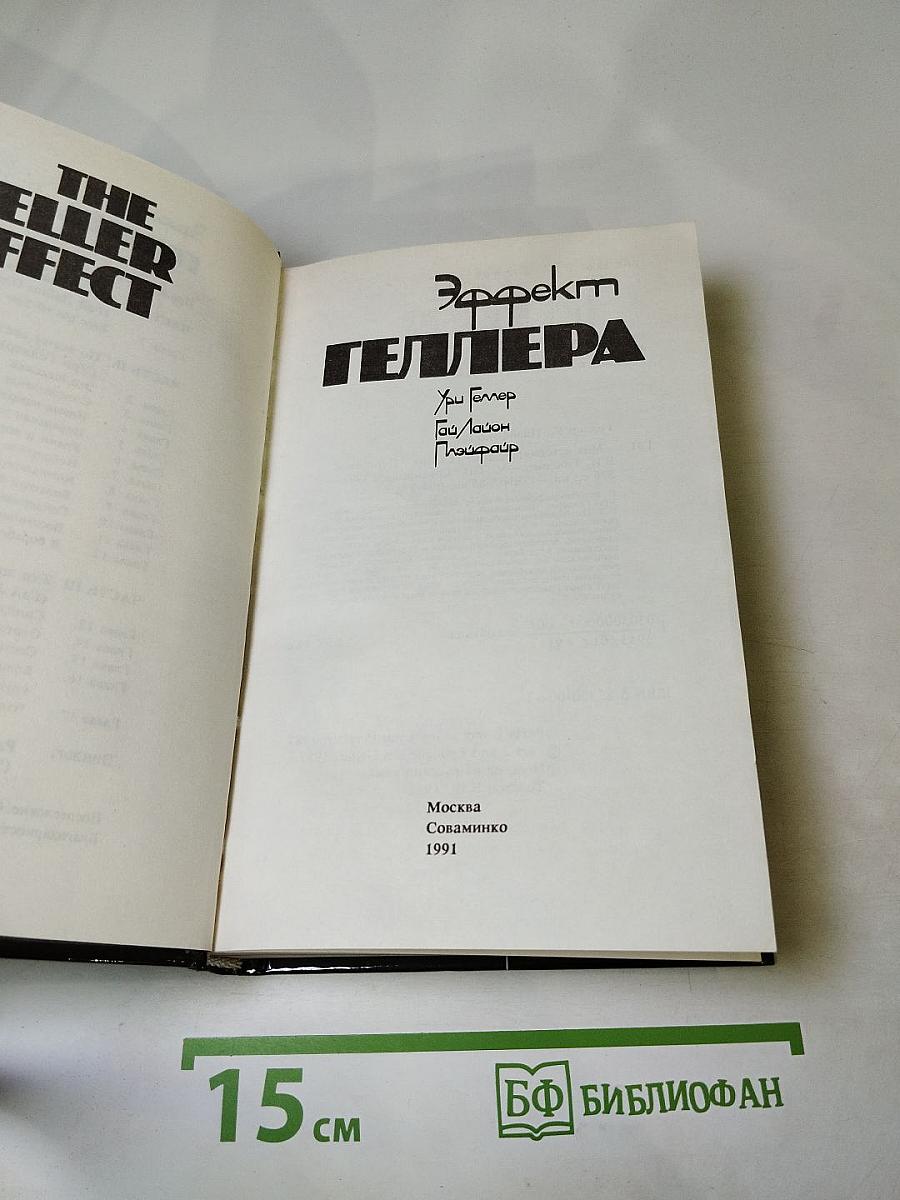 THE
ELLER
FFECT
Эффект
ГЕЛЛЕРА
Ури Геллер
Гай Лайон
Плэйфайр
Москва
Соваминко
1991
15 см
БФ БИБЛИОФАН